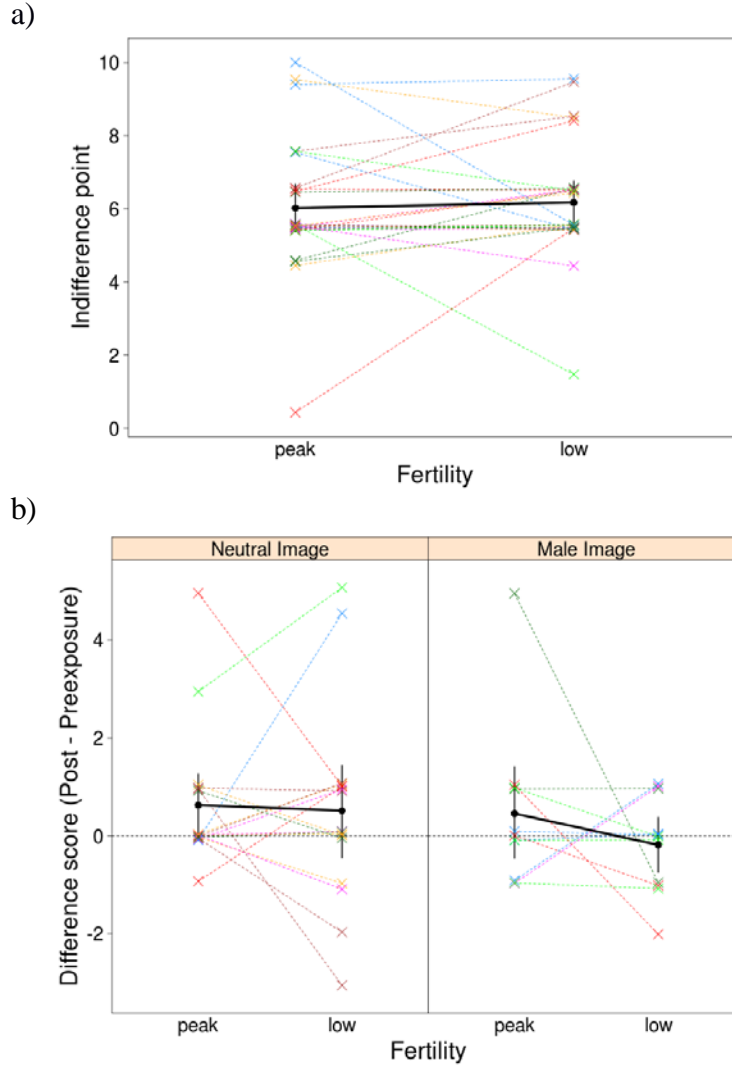 a)
10
8
6
4
2
0
Indifference point
peak low
Fertility
b)
Neutral Image Male Image
4
2
0
-2
Difference score (Post - Preexposure)
peak low peak low
Fertility